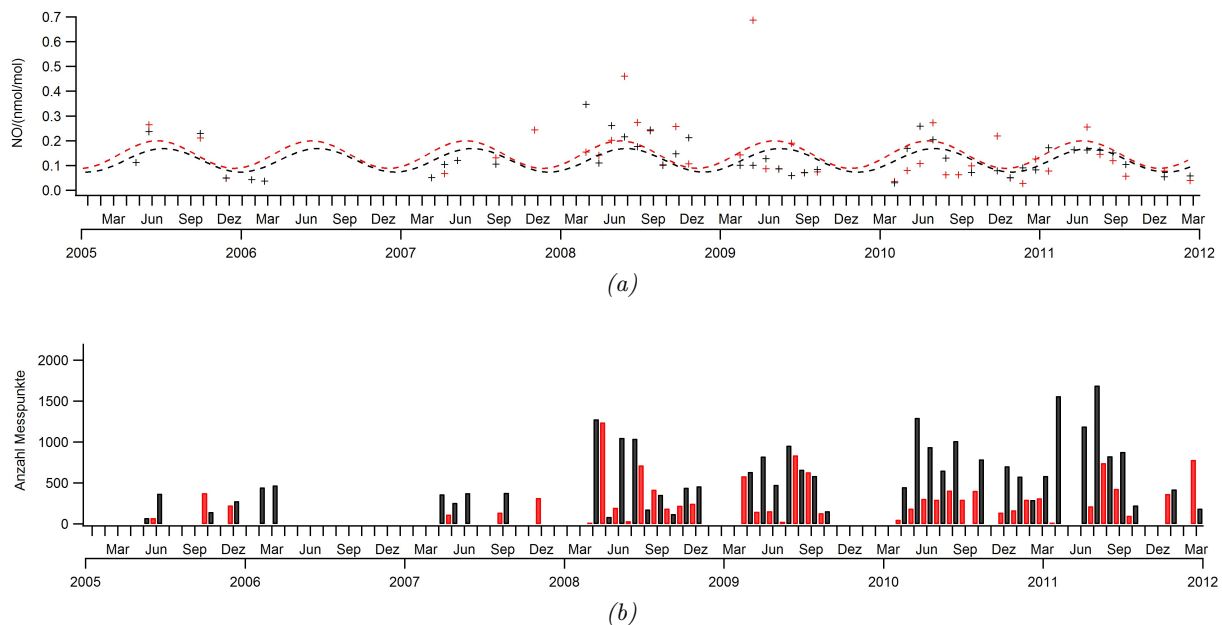 NO/(nmol/mol)
0.7
0.6
0.5
0.4
0.3
0.2
0.1
0.0
Mar Jun Sep Dez Mar Jun Sep Dez Mar Jun Sep Dez Mar Jun Sep Dez Mar Jun Sep Dez Mar Jun Sep Dez Mar Jun Sep Dez Mar
2005 2006 2007 2008 2009 2010 2011 2012
(a)
Anzahl Messpunkte
2000
1500
1000
500
0
Mar Jun Sep Dez Mar Jun Sep Dez Mar Jun Sep Dez Mar Jun Sep Dez Mar Jun Sep Dez Mar Jun Sep Dez Mar Jun Sep Dez Mar
2005 2006 2007 2008 2009 2010 2011 2012
(b)